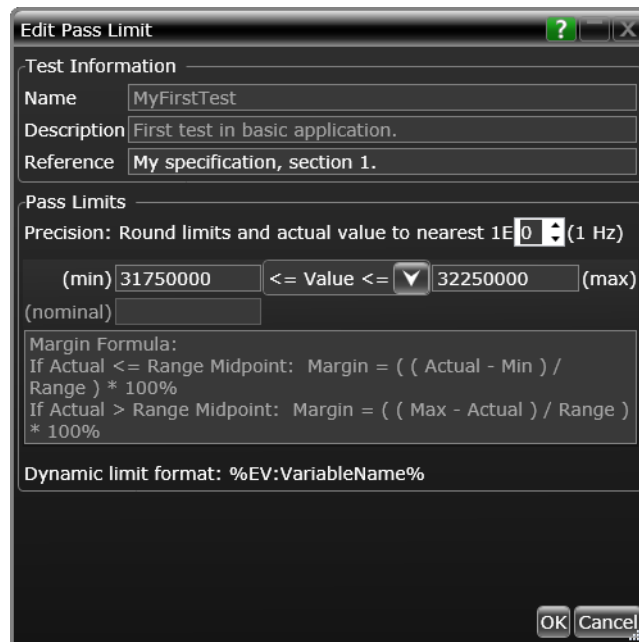 Edit Pass Limit ? X
Test Information
Name MyFirstTest
Description First test in basic application.
Reference My specification, section 1.
Pass Limits
Precision: Round limits and actual value to nearest 1E 0 (1 Hz)
(min) 31750000 <= Value <= 32250000 (max)
(nominal)
Margin Formula:
If Actual <= Range Midpoint: Margin = ( ( Actual - Min ) /
Range ) * 100%
If Actual > Range Midpoint: Margin = ( ( Max - Actual ) / Range )
* 100%
Dynamic limit format: %EV:VariableName%
OK Cancel